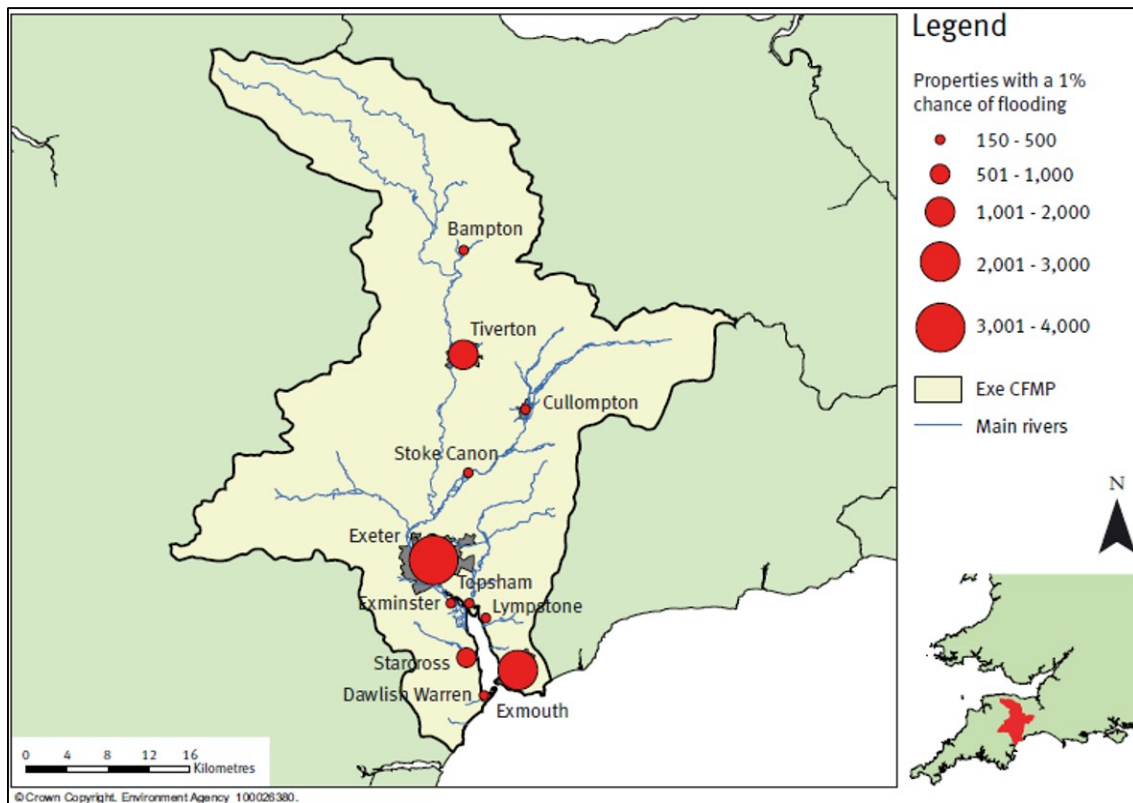 Legend
Properties with a 1%
chance of flooding
150 - 500
501 - 1,000
1,001 - 2,000
2,001 - 3,000
3,001 - 4,000
Exe CFMP
Main rivers
N
Bampton
Tiverton
Cullompton
Stoke Canon
Exeter
Topsham
Exminster
Lympstone
Starcross
Dawlish Warren
Exmouth
0 4 8 12 16
Kilometres
© Crown Copyright. Environment Agency 100026380.